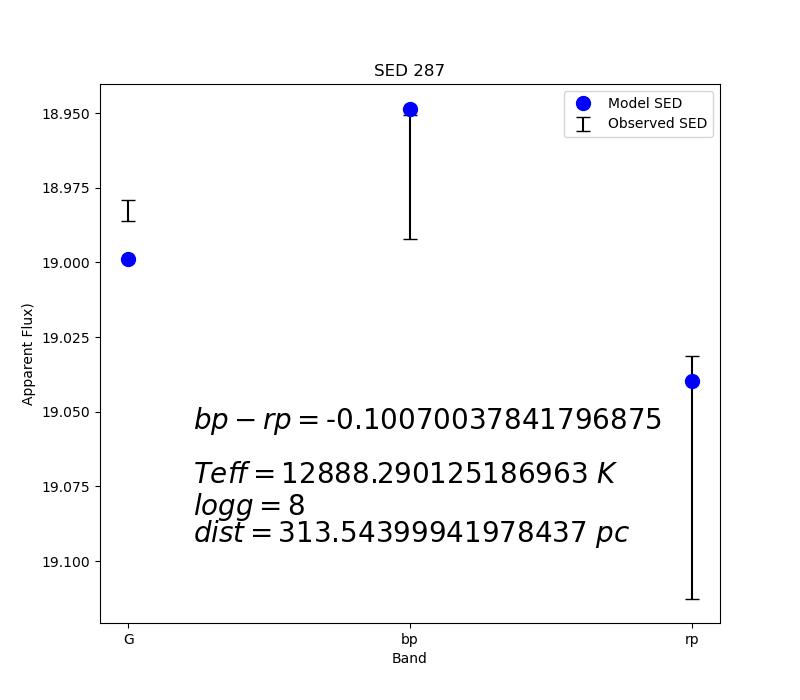 SED 287
Model SED
Observed SED
18.950
18.975
19.000
19.025
19.050
19.075
19.100
Apparent Flux)
bp − rp = -0.10070037841796875
Teff = 12888.290125186963 K
logg = 8
dist = 313.54399941978437 pc
G
bp
rp
Band